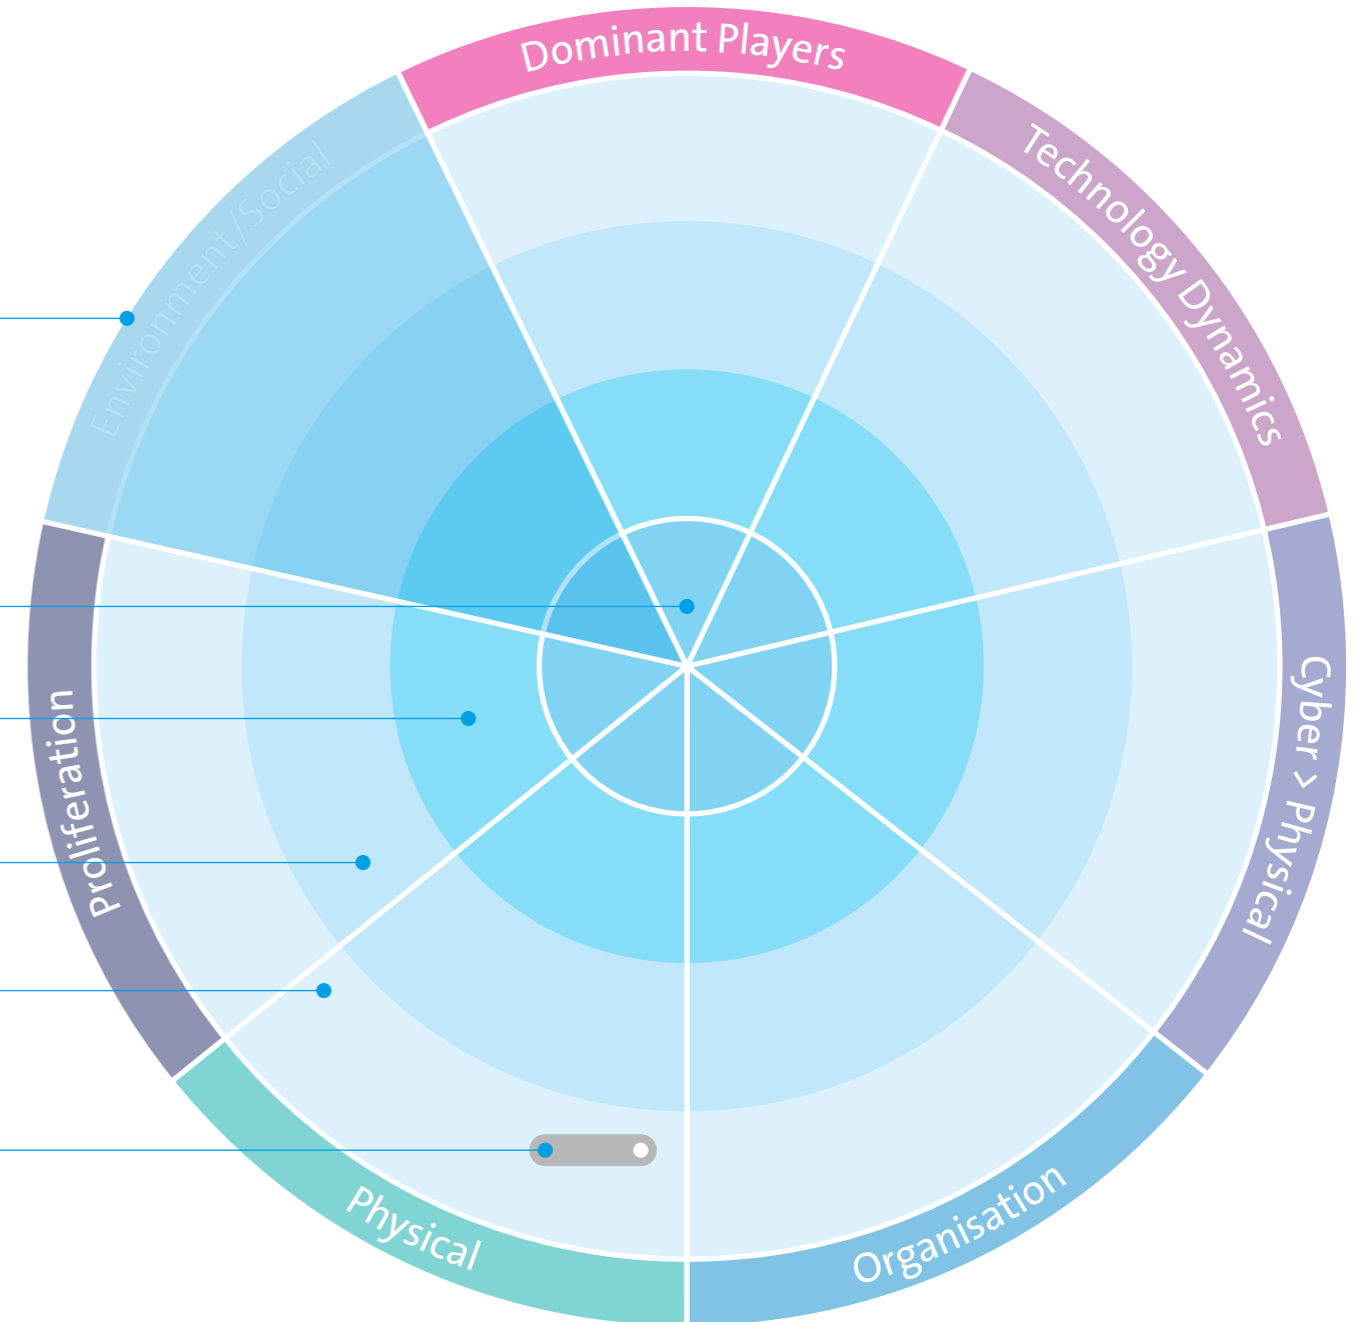 Dominant Players
Technology Dynamics
Cyber > Physical
Organisation
Physical
Proliferation
Environment/Social